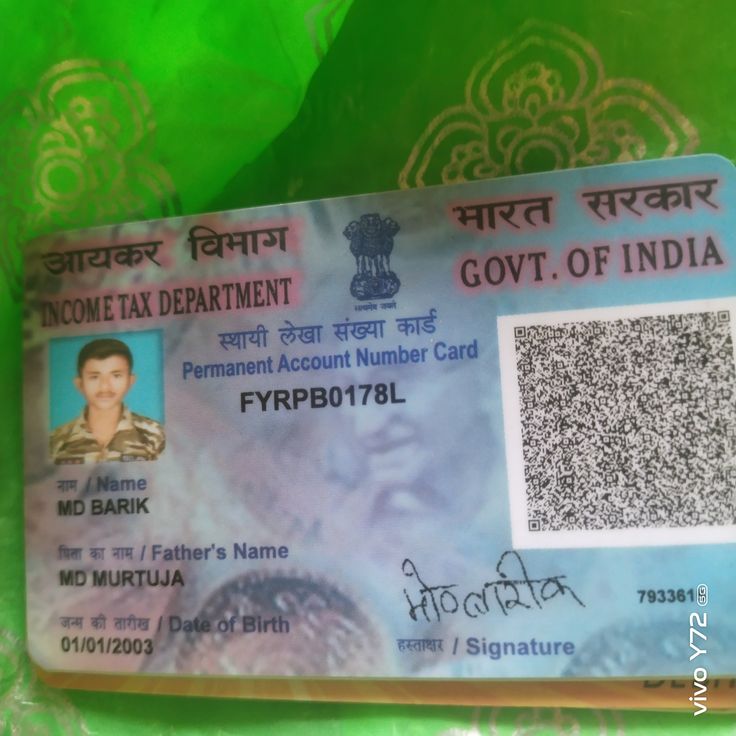 आयकर विभाग
INCOME TAX DEPARTMENT
भारत सरकार
GOVT. OF INDIA
सत्यमेव जयते
स्थायी लेखा संख्या कार्ड
Permanent Account Number Card
FYRPB0178L
नाम / Name
MD BARIK
पिता का नाम / Father's Name
MD MURTUJA
जन्म की तारीख / Date of Birth
01/01/2003
हस्ताक्षर / Signature
793361
vivo Y72 5G